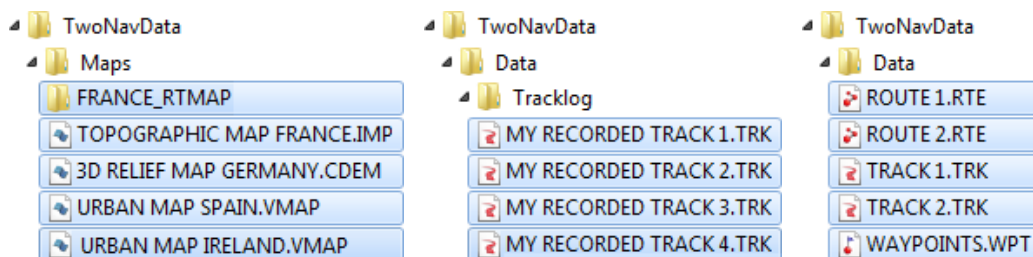 TwoNavData
Maps
FRANCE_RTMAP
TOPOGRAPHIC MAP FRANCE.IMP
3D RELIEF MAP GERMANY.CDEM
URBAN MAP SPAIN.VMAP
URBAN MAP IRELAND.VMAP
TwoNavData
Data
Tracklog
MY RECORDED TRACK 1.TRK
MY RECORDED TRACK 2.TRK
MY RECORDED TRACK 3.TRK
MY RECORDED TRACK 4.TRK
TwoNavData
Data
ROUTE 1.RTE
ROUTE 2.RTE
TRACK 1.TRK
TRACK 2.TRK
WAYPOINTS.WPT